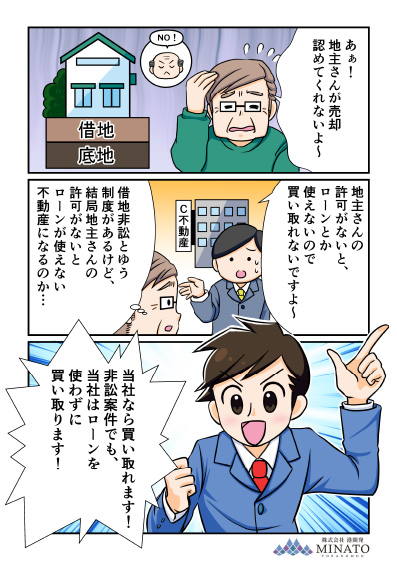 あぁ！
地主さんが売却
認めてくれないよ〜
NO！
借地
底地
地主さんの
許可がないと、
ローンとか
使えないので
買い取れないですよ〜
C不動産
借地非訟とゆう
制度があるけど、
結局地主さんの
許可がないと
ローンが使えない
不動産になるのか…
当社なら買い取れます！
非訟案件でも、
当社はローンを
使わずに
買い取ります！
株式会社 港開発
MINATO